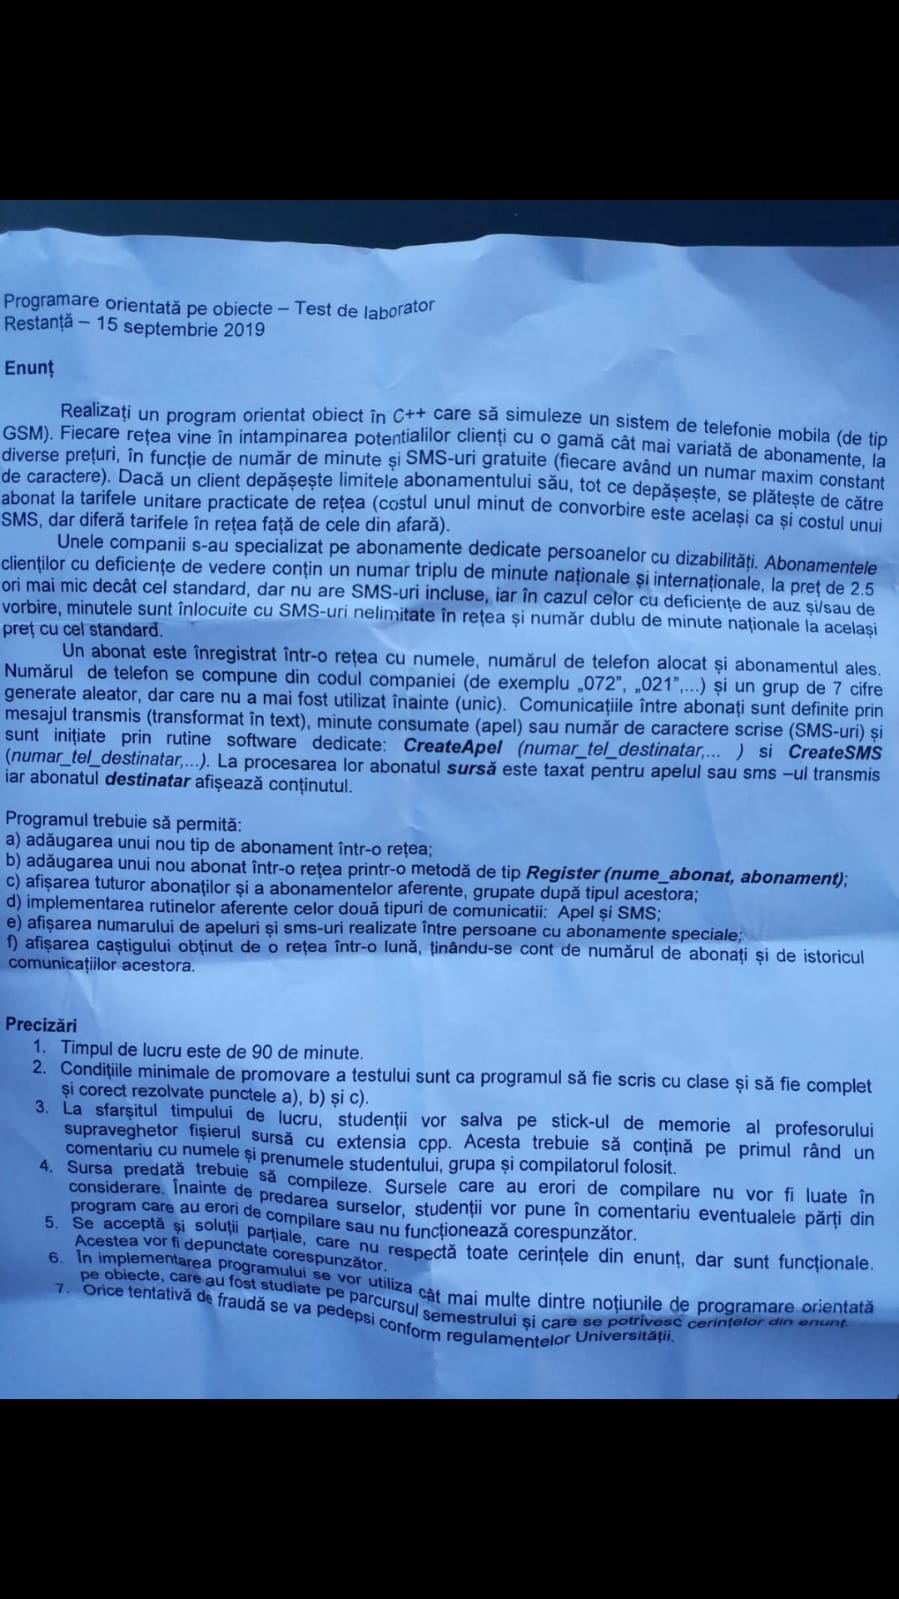 Programare orientată pe obiecte – Test de laborator
Restanță – 15 septembrie 2019
Enunț
Realizați un program orientat obiect în C++ care să simuleze un sistem de telefonie mobila (de tip
GSM). Fiecare rețea vine în intampinarea potentialilor clienți cu o gamă cât mai variată de abonamente, la
diverse prețuri, în funcție de număr de minute și SMS-uri gratuite (fiecare având un numar maxim constant
de caractere). Dacă un client depășește limitele abonamentului său, tot ce depășește, se plătește de către
abonat la tarifele unitare practicate de rețea (costul unul minut de convorbire este același ca și costul unui
SMS, dar diferă tarifele în rețea față de cele din afară).
Unele companii s-au specializat pe abonamente dedicate persoanelor cu dizabilități. Abonamentele
clienților cu deficiențe de vedere conțin un numar triplu de minute naționale și internaționale, la preț de 2.5
ori mai mic decât cel standard, dar nu are SMS-uri incluse, iar în cazul celor cu deficiențe de auz și/sau de
vorbire, minutele sunt înlocuite cu SMS-uri nelimitate în rețea și număr dublu de minute naționale la același
preț cu cel standard.
Un abonat este înregistrat într-o rețea cu numele, numărul de telefon alocat și abonamentul ales.
Numărul de telefon se compune din codul companiei (de exemplu „072”, „021”,...) și un grup de 7 cifre
generate aleator, dar care nu a mai fost utilizat înainte (unic). Comunicațiile între abonați sunt definite prin
mesajul transmis (transformat în text), minute consumate (apel) sau număr de caractere scrise (SMS-uri) și
sunt inițiate prin rutine software dedicate: CreateApel (numar_tel_destinatar,... ) si CreateSMS
(numar_tel_destinatar,...). La procesarea lor abonatul sursă este taxat pentru apelul sau sms –ul transmis
iar abonatul destinatar afișează conținutul.
Programul trebuie să permită:
a) adăugarea unui nou tip de abonament într-o rețea;
b) adăugarea unui nou abonat într-o rețea printr-o metodă de tip Register (nume_abonat, abonament);
c) afișarea tuturor abonaților și a abonamentelor aferente, grupate după tipul acestora;
d) implementarea rutinelor aferente celor două tipuri de comunicatii: Apel și SMS;
e) afișarea numarului de apeluri și sms-uri realizate între persoane cu abonamente speciale;
f) afișarea caștigului obținut de o rețea într-o lună, ținându-se cont de numărul de abonați și de istoricul
comunicațiilor acestora.
Precizări
1. Timpul de lucru este de 90 de minute.
2. Condițiile minimale de promovare a testului sunt ca programul să fie scris cu clase și să fie complet
și corect rezolvate punctele a), b) și c).
3. La sfarșitul timpului de lucru, studenții vor salva pe stick-ul de memorie al profesorului
supraveghetor fișierul sursă cu extensia cpp. Acesta trebuie să conțină pe primul rând un
comentariu cu numele și prenumele studentului, grupa și compilatorul folosit.
4. Sursa predată trebuie să compileze. Sursele care au erori de compilare nu vor fi luate în
considerare. Înainte de predarea surselor, studenții vor pune în comentariu eventualele părți din
program care au erori de compilare sau nu funcționează corespunzător.
5. Se acceptă și soluții parțiale, care nu respectă toate cerințele din enunț, dar sunt funcționale.
Acestea vor fi depunctate corespunzător.
6. În implementarea programului se vor utiliza cât mai multe dintre noțiunile de programare orientată
pe obiecte, care au fost studiate pe parcursul semestrului și care se potrivesc cerințelor din enunț.
7. Orice tentativă de fraudă se va pedepsi conform regulamentelor Universității.